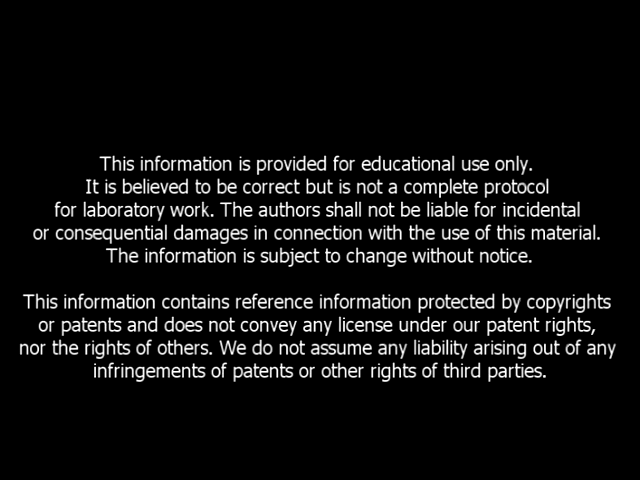 This information is provided for educational use only.
It is believed to be correct but is not a complete protocol
for laboratory work. The authors shall not be liable for incidental
or consequential damages in connection with the use of this material.
The information is subject to change without notice.
This information contains reference information protected by copyrights
or patents and does not convey any license under our patent rights,
nor the rights of others. We do not assume any liability arising out of any
infringements of patents or other rights of third parties.